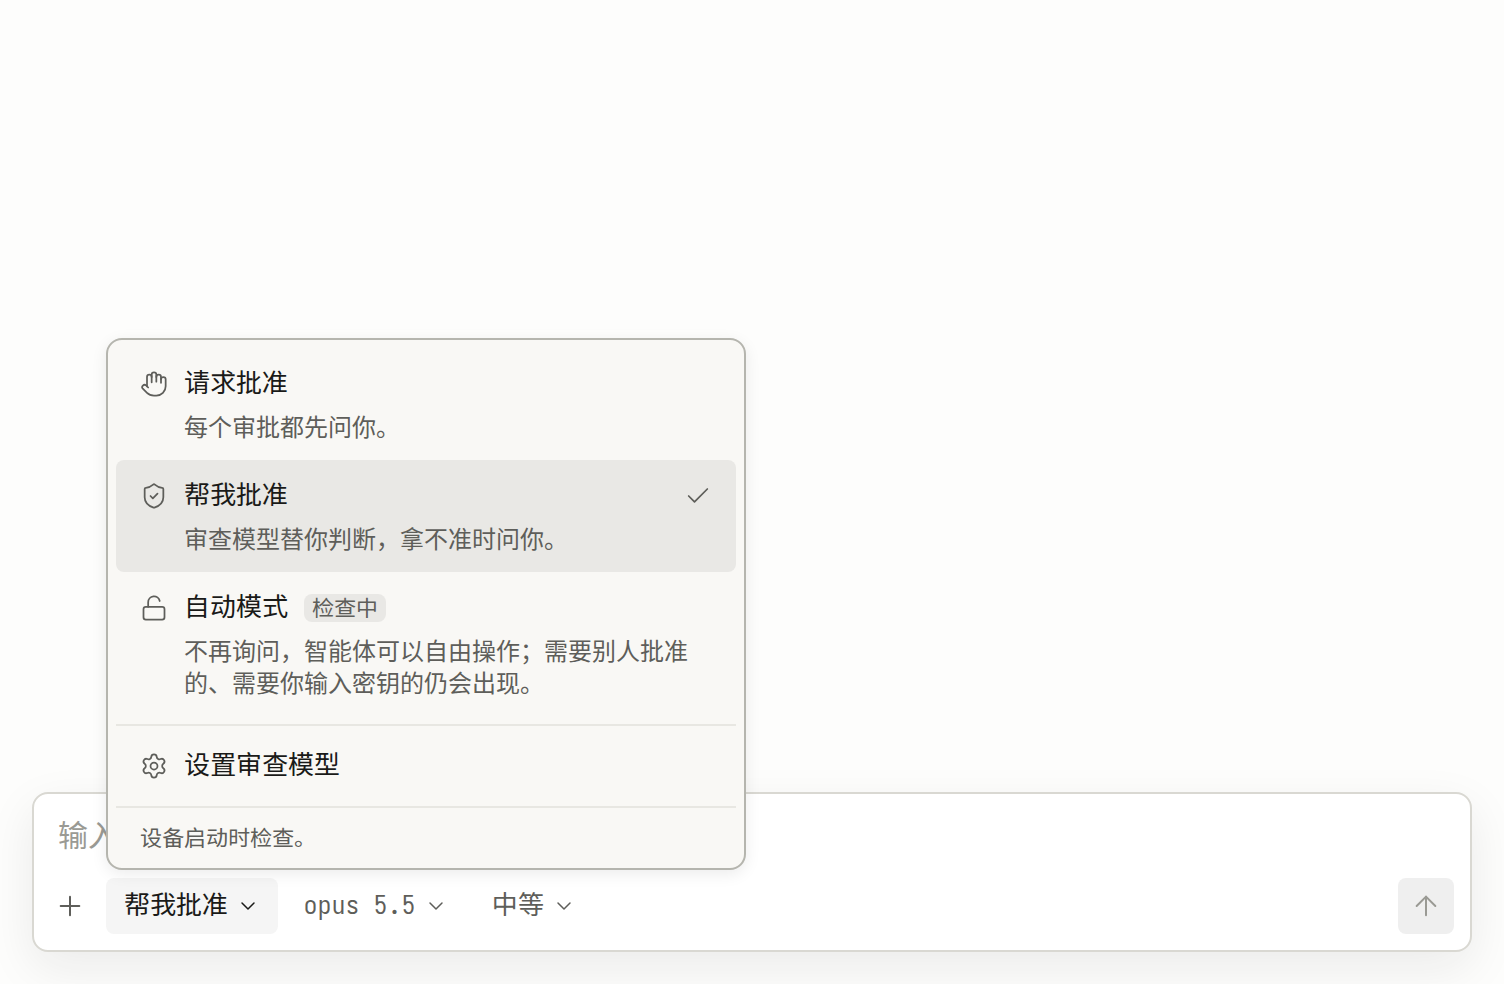 请求批准
每个审批都先问你。
帮我批准
审查模型替你判断，拿不准时问你。
自动模式 检查中
不再询问，智能体可以自由操作；需要别人批准
的、需要你输入密钥的仍会出现。
设置审查模型
设备启动时检查。
输入
帮我批准 opus 5.5 中等